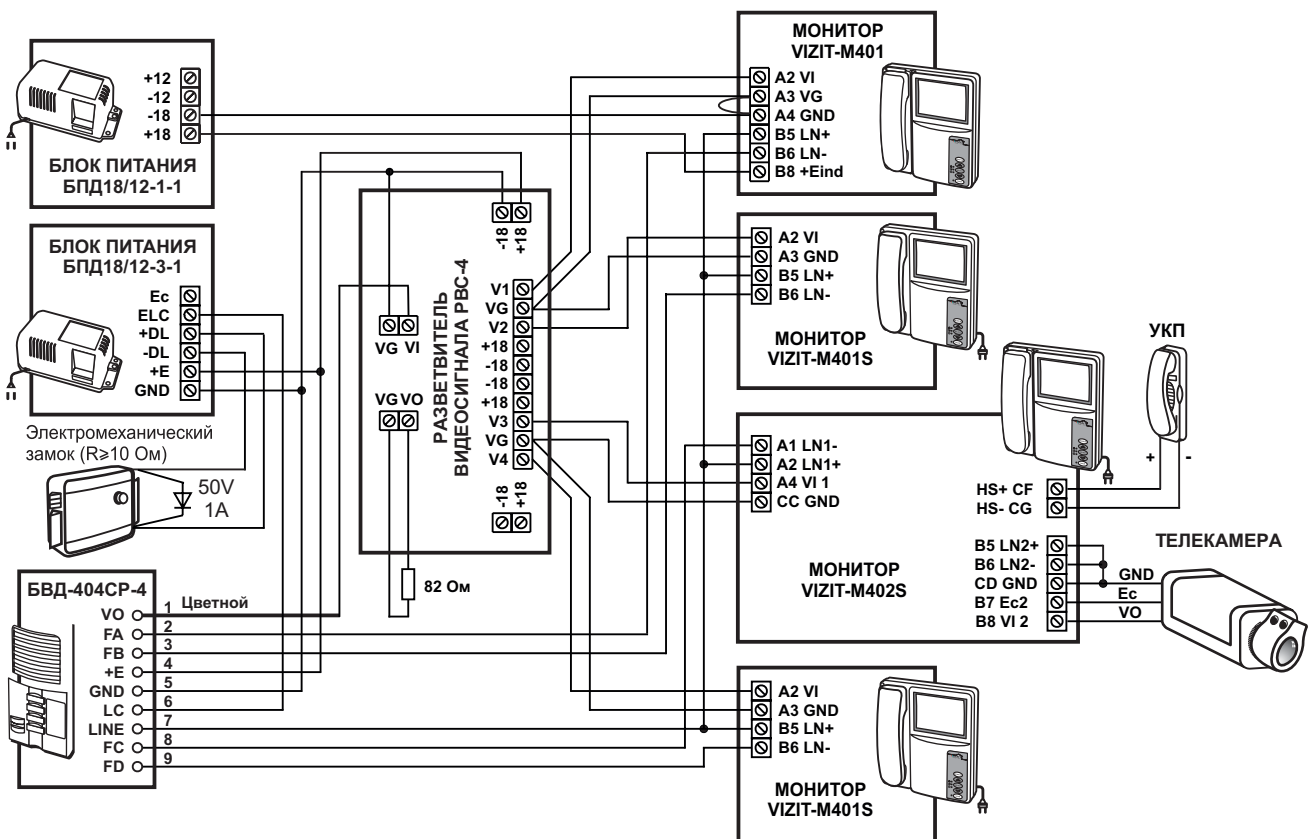 +12
-12
-18
+18
БЛОК ПИТАНИЯ
БПД18/12-1-1
БЛОК ПИТАНИЯ
БПД18/12-3-1
Ec
ELC
+DL
-DL
+E
GND
Электромеханический
замок (R≥10 Ом)
50V
1A
БВД-404CP-4
VO
FA
FB
+E
GND
LC
LINE
FC
FD
1
2
3
4
5
6
7
8
9
Цветной
-18
+18
VG VI
VG VO
РАЗВЕТВИТЕЛЬ
ВИДЕОСИГНАЛА РВС-4
V1
VG
V2
+18
-18
-18
+18
V3
VG
V4
-18
+18
82 Ом
МОНИТОР
VIZIT-M401
A2 VI
A3 VG
A4 GND
B5 LN+
B6 LN-
B8 +Eind
A2 VI
A3 GND
B5 LN+
B6 LN-
МОНИТОР
VIZIT-M401S
A1 LN1-
A2 LN1+
A4 VI 1
CC GND
МОНИТОР
VIZIT-M402S
HS+ CF
HS- CG
B5 LN2+
B6 LN2-
CD GND
B7 Ec2
B8 VI 2
УКП
+ -
ТЕЛЕКАМЕРА
GND
Ec
VO
A2 VI
A3 GND
B5 LN+
B6 LN-
МОНИТОР
VIZIT-M401S